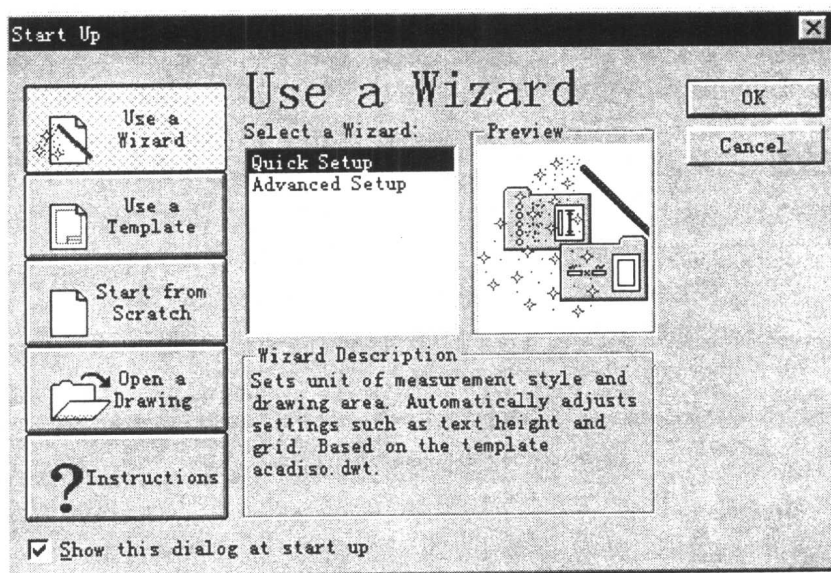 Start Up
Use a
Wizard
Use a
Template
Start from
Scratch
Open a
Drawing
Instructions
Use a Wizard
Select a Wizard:
Quick Setup
Advanced Setup
Preview
Wizard Description
Sets unit of measurement style and
drawing area. Automatically adjusts
settings such as text height and
grid. Based on the template
acadiso.dwt.
OK
Cancel
Show this dialog at start up